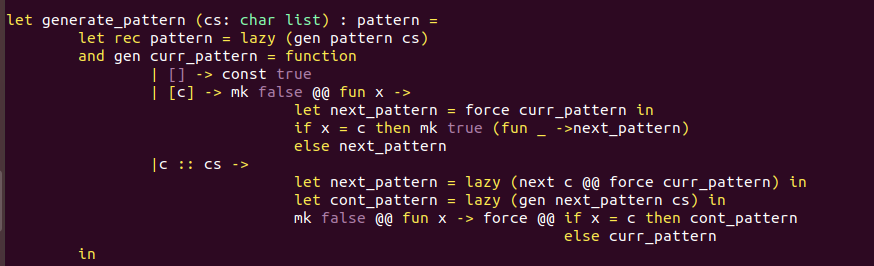 let generate_pattern (cs: char list) : pattern =
        let rec pattern = lazy (gen pattern cs)
        and gen curr_pattern = function
                | [] -> const true
                | [c] -> mk false @@ fun x ->
                                let next_pattern = force curr_pattern in
                                if x = c then mk true (fun _ ->next_pattern)
                                else next_pattern
                |c :: cs ->
                                let next_pattern = lazy (next c @@ force curr_pattern) in
                                let cont_pattern = lazy (gen next_pattern cs) in
                                mk false @@ fun x -> force @@ if x = c then cont_pattern
                                                              else curr_pattern
        in